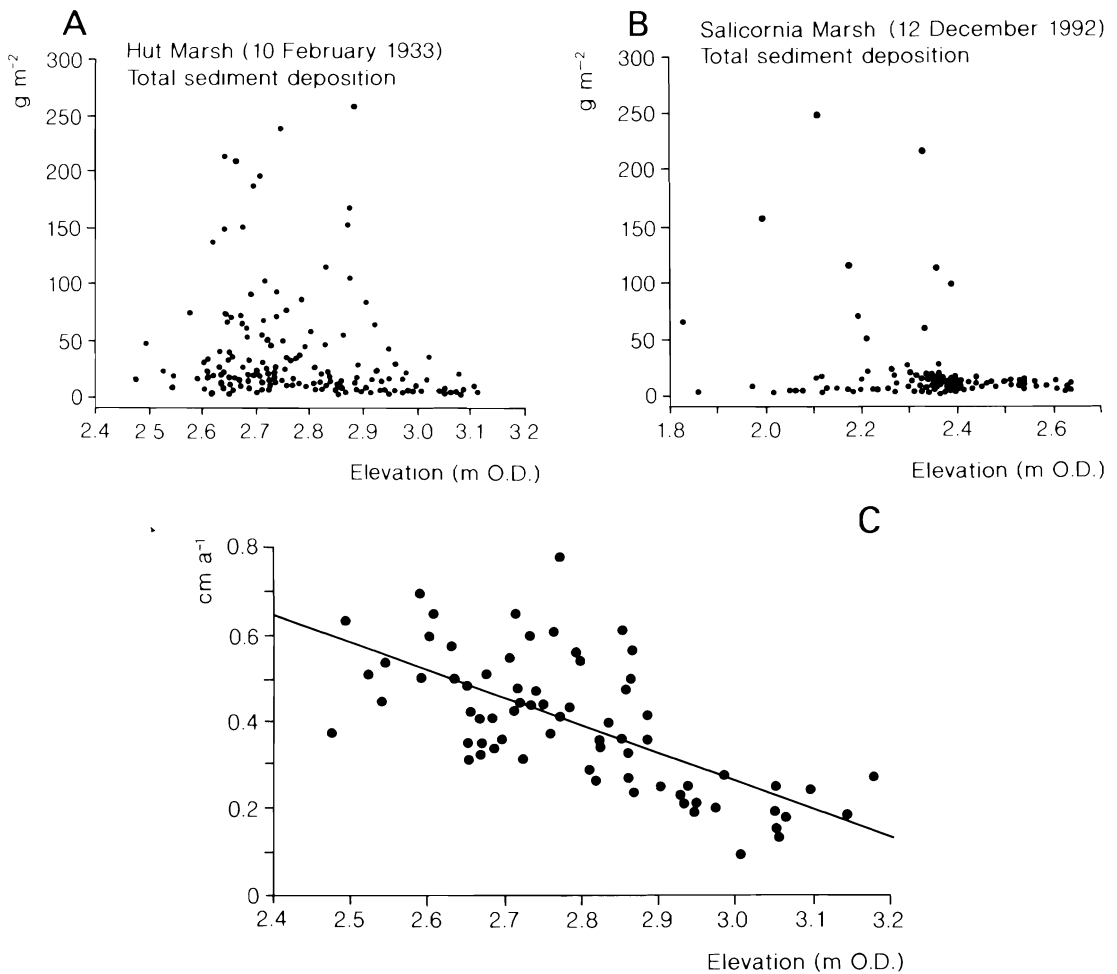 A
Hut Marsh (10 February 1933)
Total sediment deposition
g m⁻²
300
250
200
150
100
50
0
2.4 2.5 2.6 2.7 2.8 2.9 3.0 3.1 3.2
Elevation (m O.D.)
B
Salicornia Marsh (12 December 1992)
Total sediment deposition
g m⁻²
300
250
200
150
100
50
0
1.8 2.0 2.2 2.4 2.6
Elevation (m O.D.)
C
cm a⁻¹
0.8
0.6
0.4
0.2
0
2.4 2.5 2.6 2.7 2.8 2.9 3.0 3.1 3.2
Elevation (m O.D.)